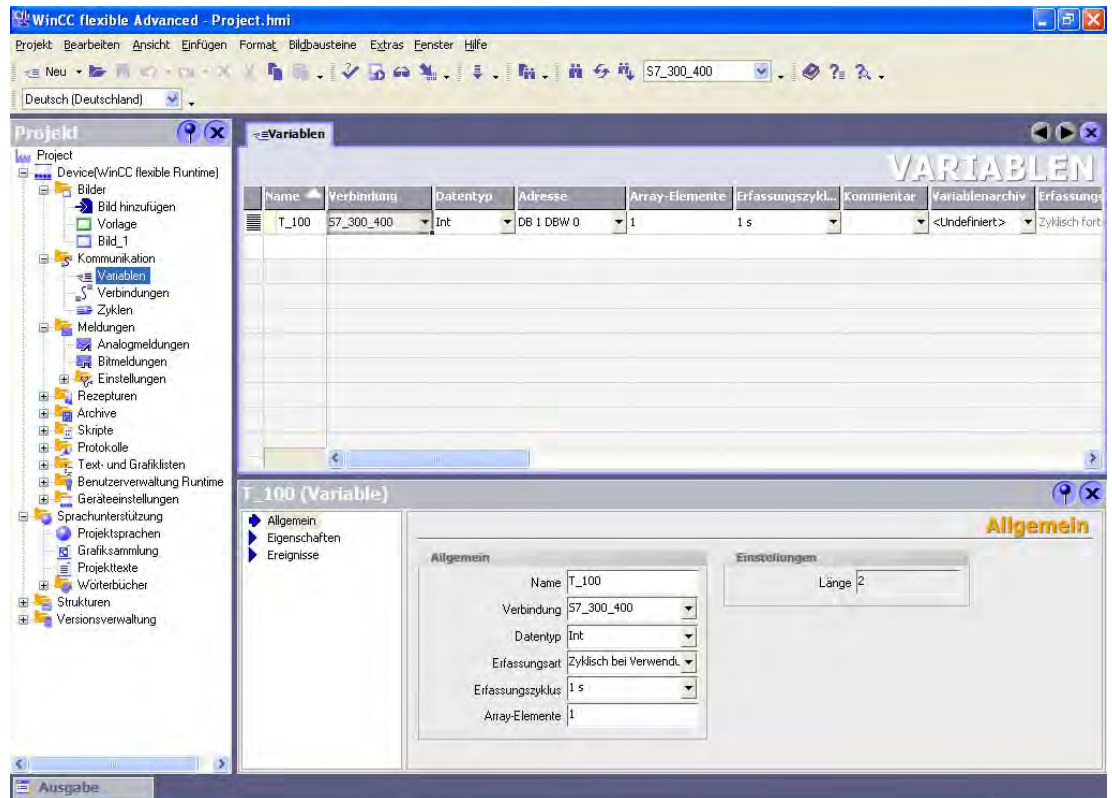 WinCC flexible Advanced - Project.hmi
Projekt Bearbeiten Ansicht Einfügen Format Bildbausteine Extras Fenster Hilfe
Neu
S7_300_400
Deutsch (Deutschland)
Projekt
Project
Device(WinCC flexible Runtime)
Bilder
Bild hinzufügen
Vorlage
Bild_1
Kommunikation
Variablen
Verbindungen
Zyklen
Meldungen
Analogmeldungen
Bitmeldungen
Einstellungen
Rezepturen
Archive
Skripte
Protokolle
Text- und Grafiklisten
Benutzerverwaltung Runtime
Geräteeinstellungen
Sprachunterstützung
Projektsprachen
Grafiksammlung
Projekttexte
Wörterbücher
Strukturen
Versionsverwaltung
Variablen
VARIABLEN
Name Verbindung Datentyp Adresse Array-Elemente Erfassungszykl... Kommentar Variablenarchiv Erfassungs
T_100 S7_300_400 Int DB 1 DBW 0 1 1 s <Undefiniert> Zyklisch fort
T_100 (Variable)
Allgemein
Eigenschaften
Ereignisse
Allgemein
Allgemein
Name T_100
Verbindung S7_300_400
Datentyp Int
Erfassungsart Zyklisch bei Verwendu
Erfassungszyklus 1 s
Array-Elemente 1
Einstellungen
Länge 2
Ausgabe